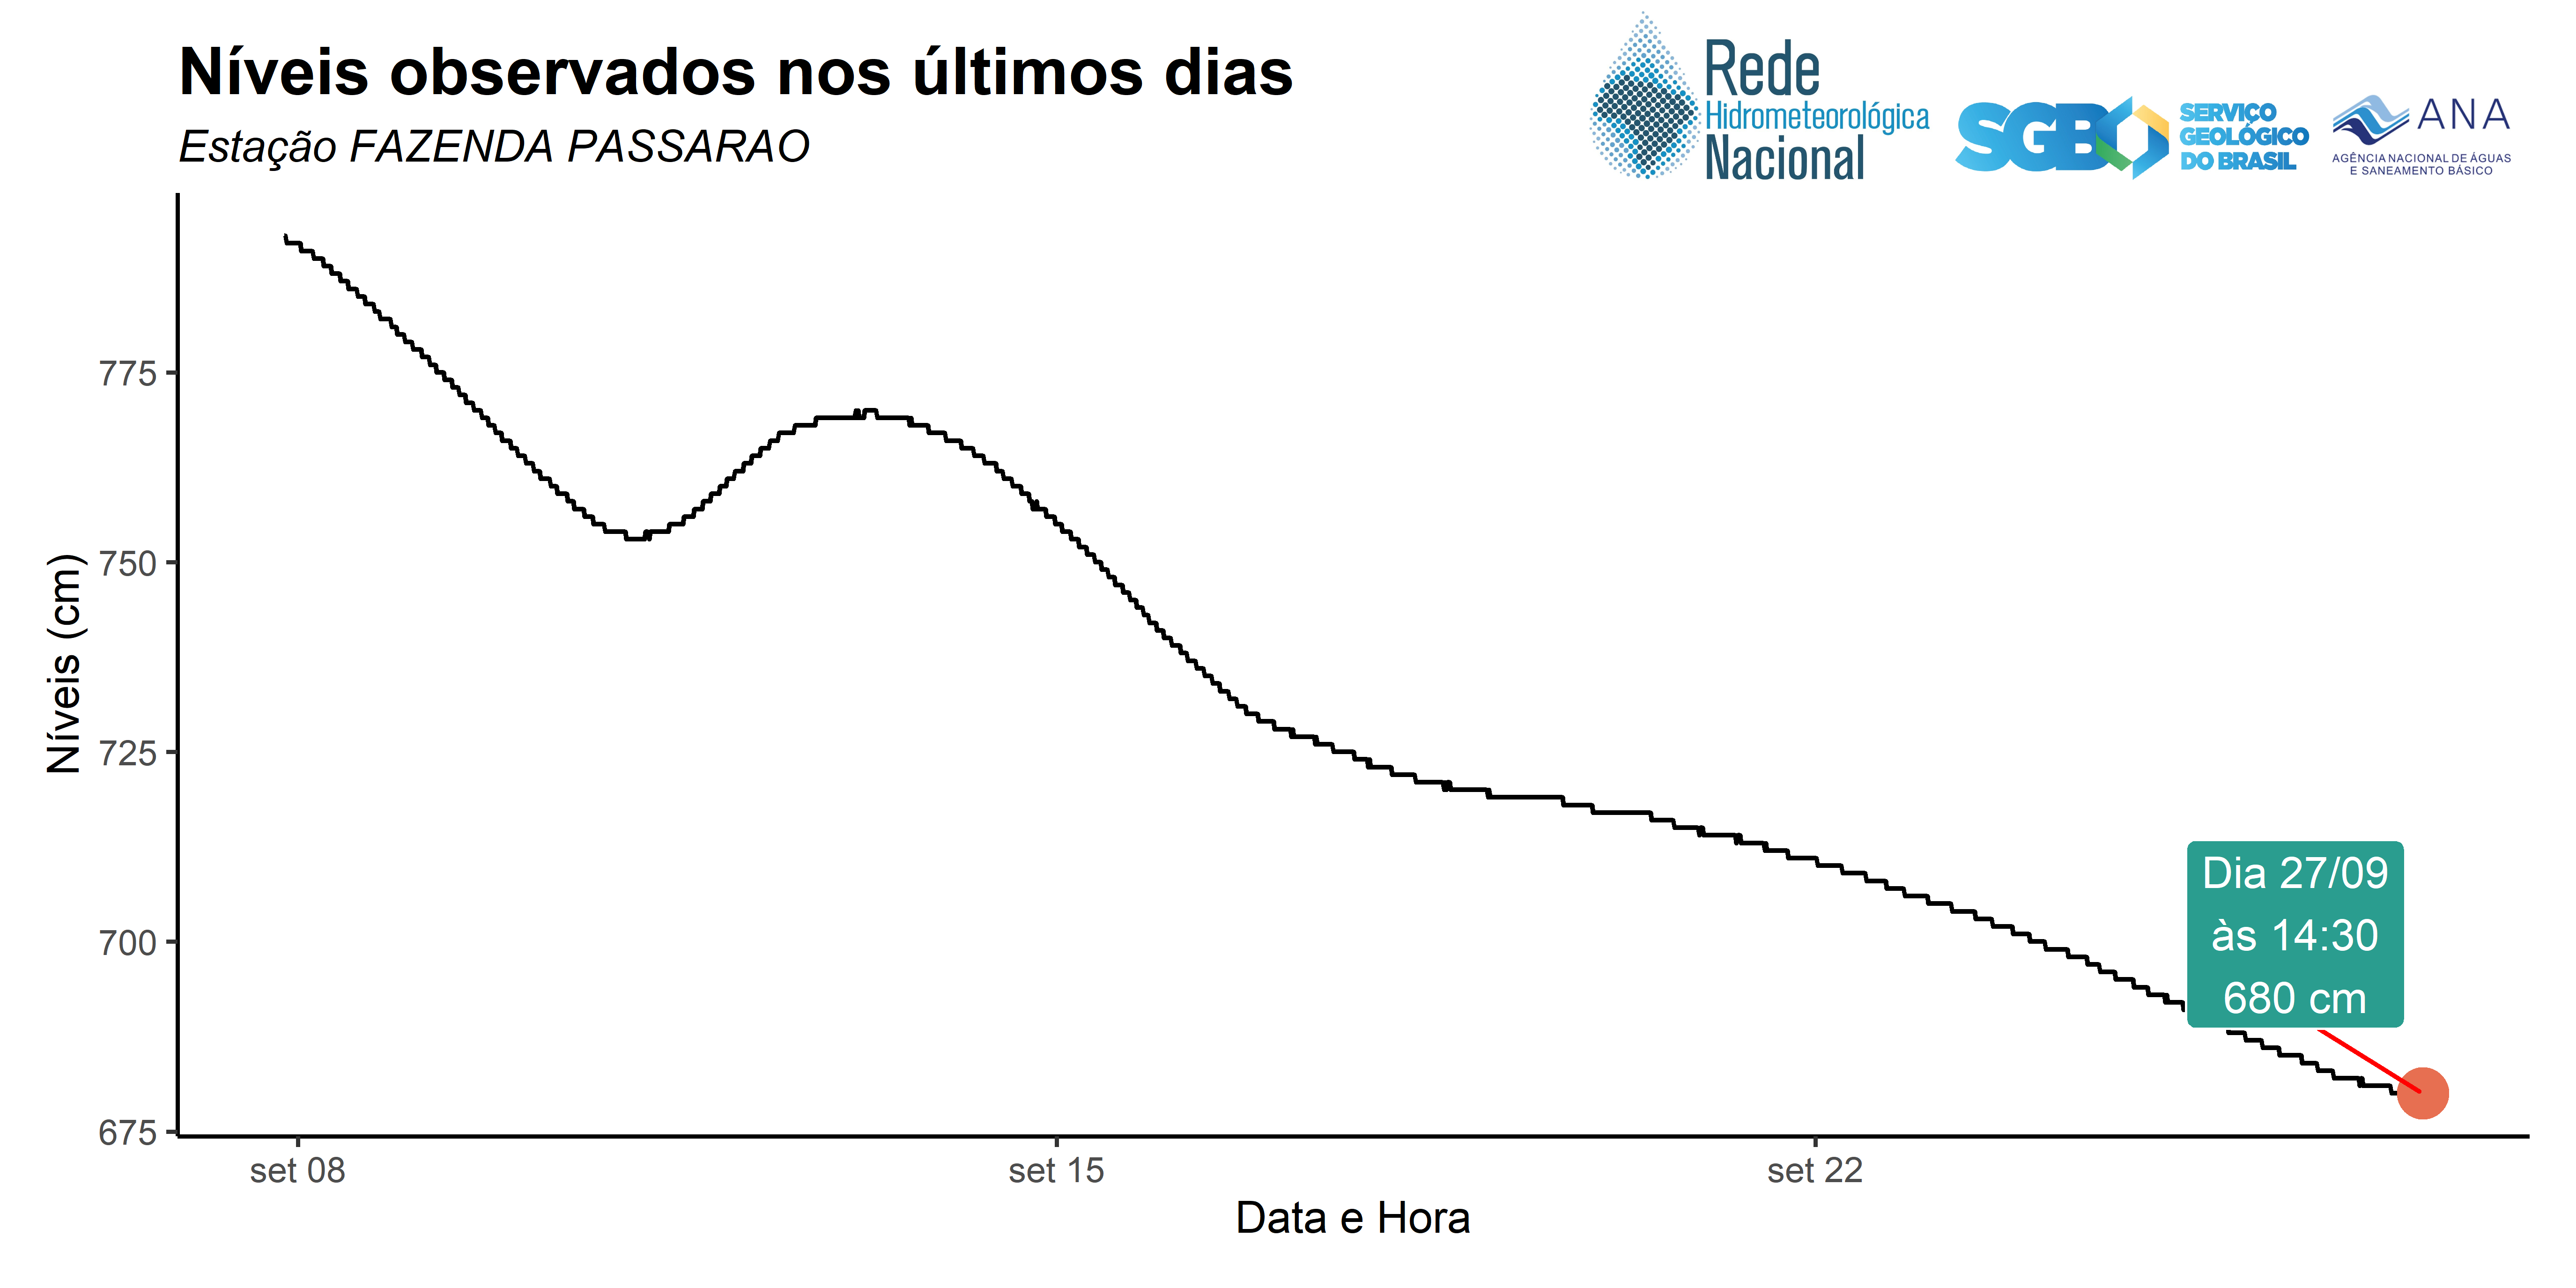 Níveis observados nos últimos dias
Estação FAZENDA PASSARAO
Rede
Hidrometeorológica
Nacional
SGB
SERVIÇO
GEOLÓGICO
DO BRASIL
ANA
AGÊNCIA NACIONAL DE ÁGUAS
E SANEAMENTO BÁSICO
Níveis (cm)
775
750
725
700
675
Dia 27/09
às 14:30
680 cm
set 08
set 15
set 22
Data e Hora